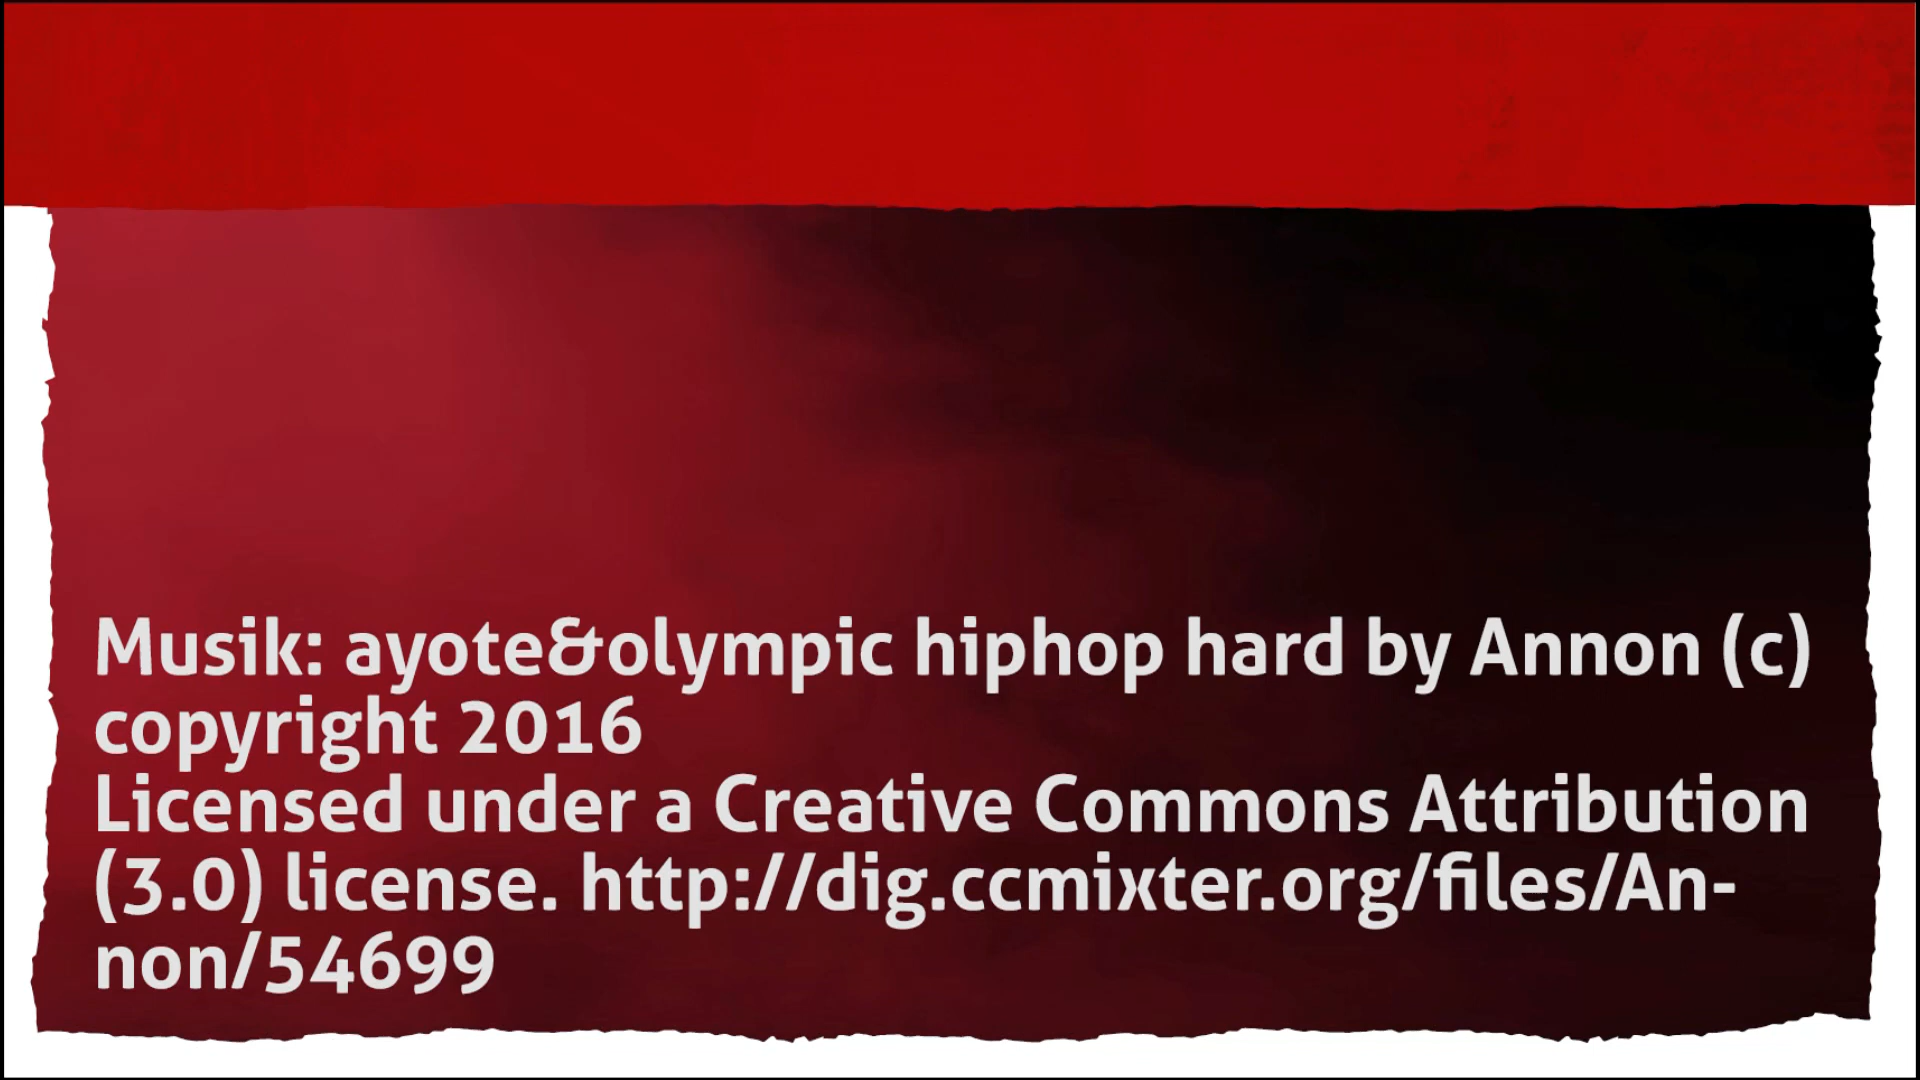 Musik: ayote&olympic hiphop hard by Annon (c)
copyright 2016
Licensed under a Creative Commons Attribution
(3.0) license. http://dig.ccmixter.org/files/An-
non/54699